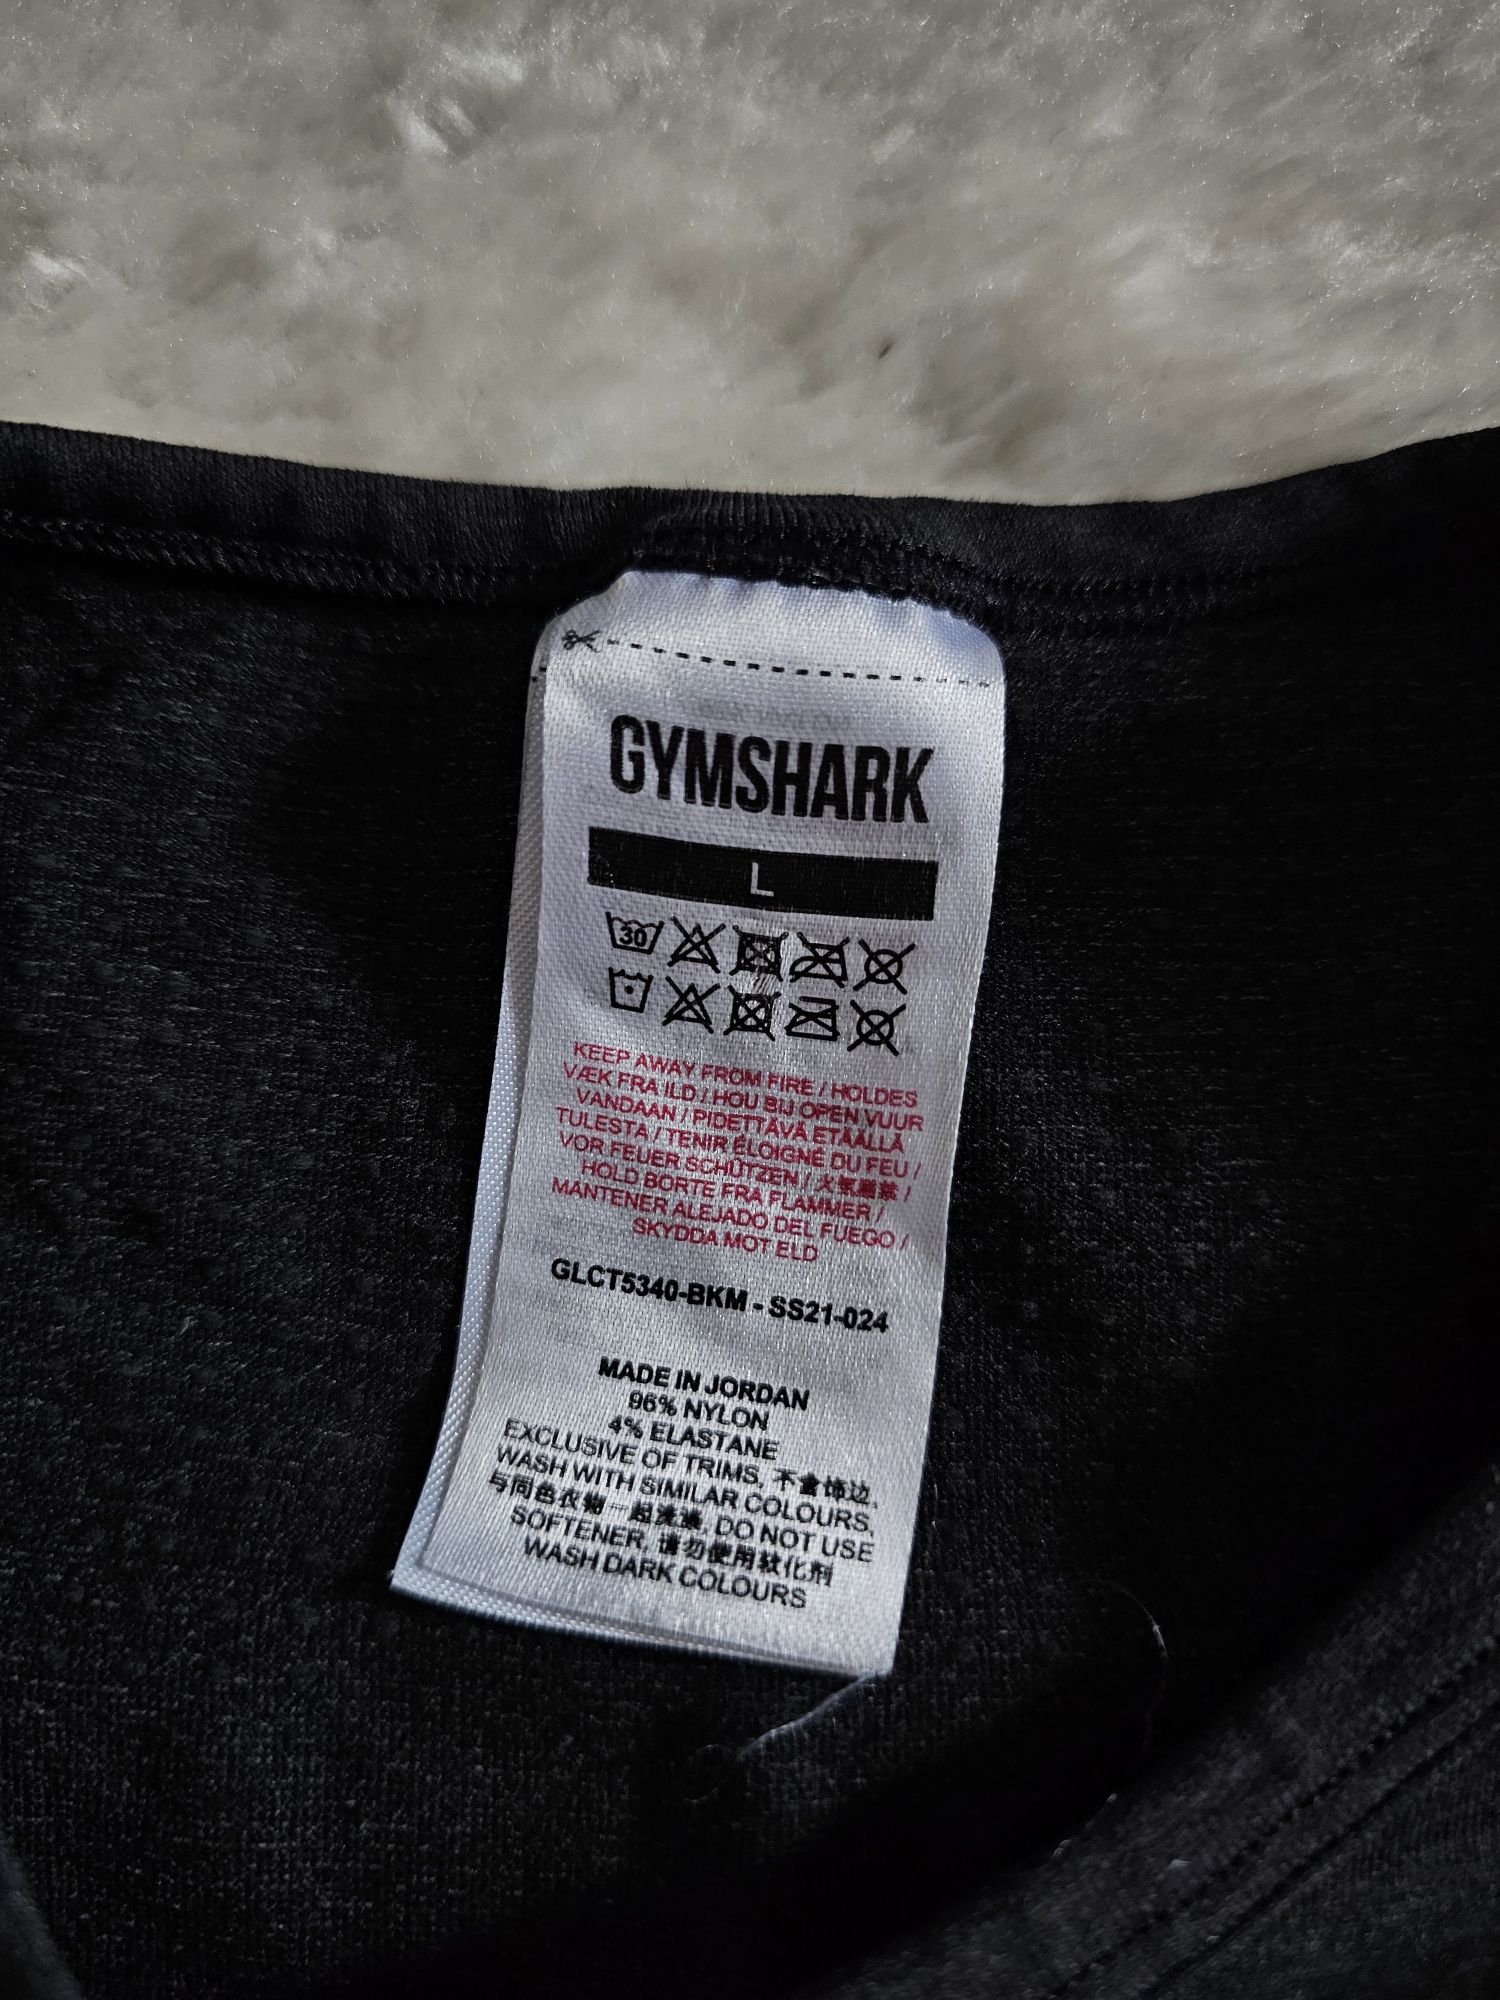 GYMSHARK
L
30
KEEP AWAY FROM FIRE / HOLDES
VÆK FRA ILD / HOU BIJ OPEN VUUR
VANDAAN / PIDETTÄVÄ ETÄÄLLÄ
TULESTA / TENIR ÉLOIGNÉ DU FEU /
VOR FEUER SCHÜTZEN / 火气 /
HOLD BORTE FRA FLAMMER /
MANTENER ALEJADO DEL FUEGO /
SKYDDA MOT ELD
GLCT5340-BKM - SS21-024
MADE IN JORDAN
96% NYLON
4% ELASTANE
EXCLUSIVE OF TRIMS, 不含饰边,
WASH WITH SIMILAR COLOURS,
与同色衣物一起洗涤, DO NOT USE
SOFTENER, 请勿使用软化剂
WASH DARK COLOURS